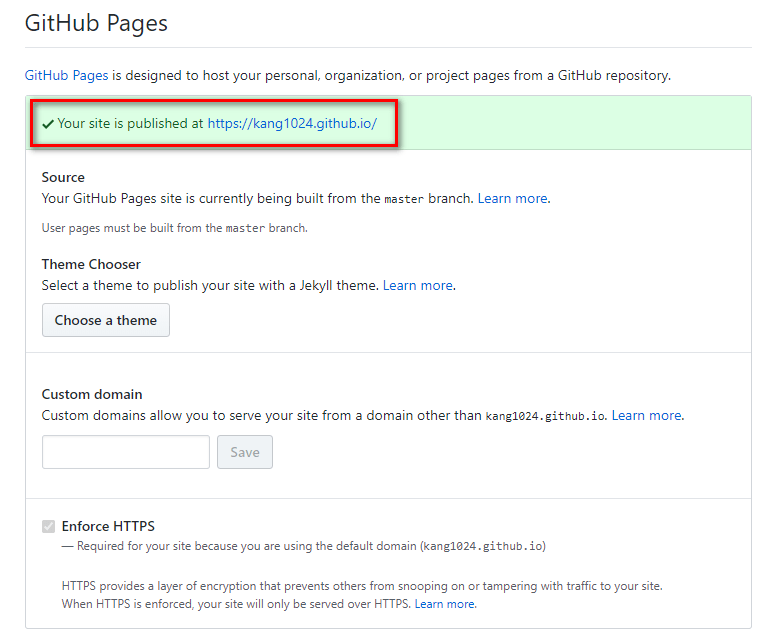 GitHub Pages
GitHub Pages is designed to host your personal, organization, or project pages from a GitHub repository.
✓ Your site is published at https://kang1024.github.io/
Source
Your GitHub Pages site is currently being built from the master branch. Learn more.
User pages must be built from the master branch.
Theme Chooser
Select a theme to publish your site with a Jekyll theme. Learn more.
Choose a theme
Custom domain
Custom domains allow you to serve your site from a domain other than kang1024.github.io. Learn more.
Save
Enforce HTTPS
— Required for your site because you are using the default domain (kang1024.github.io)
HTTPS provides a layer of encryption that prevents others from snooping on or tampering with traffic to your site.
When HTTPS is enforced, your site will only be served over HTTPS. Learn more.